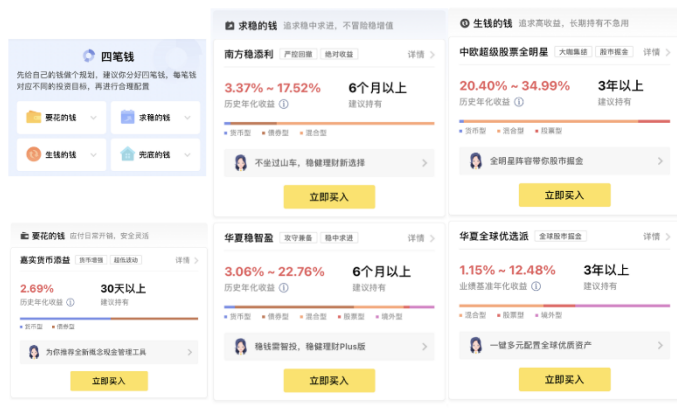 四笔钱
先给自己的钱做个规划，建议你分好四笔钱，每笔钱
对应不同的投资目标，再进行合理配置
要花的钱
求稳的钱
生钱的钱
兜底的钱
要花的钱 应付日常开销，安全灵活
嘉实货币添益 货币增强 超低波动 详情
2.69% 30天以上
历史年化收益 建议持有
货币型 债券型
为你推荐全新概念现金管理工具
立即买入
求稳的钱 追求稳中求进，不冒险稳增值
南方稳添利 严控回撤 绝对收益 详情
3.37% ~ 17.52% 6个月以上
历史年化收益 建议持有
货币型 债券型 混合型
不坐过山车，稳健理财新选择
立即买入
华夏稳智盈 攻守兼备 稳中求进 详情
3.06% ~ 22.76% 6个月以上
历史年化收益 建议持有
货币型 债券型 混合型 股票型 境外型
稳钱需智投，稳健理财Plus版
立即买入
生钱的钱 追求高收益，长期持有不急用
中欧超级股票全明星 大咖集结 股市掘金 详情
20.40% ~ 34.99% 3年以上
历史年化收益 建议持有
货币型 混合型 股票型
全明星阵容带你股市掘金
立即买入
华夏全球优选派 全球股市掘金 详情
1.15% ~ 12.48% 3年以上
业绩基准年化收益 建议持有
混合型 股票型 境外型
一键多元配置全球优质资产
立即买入